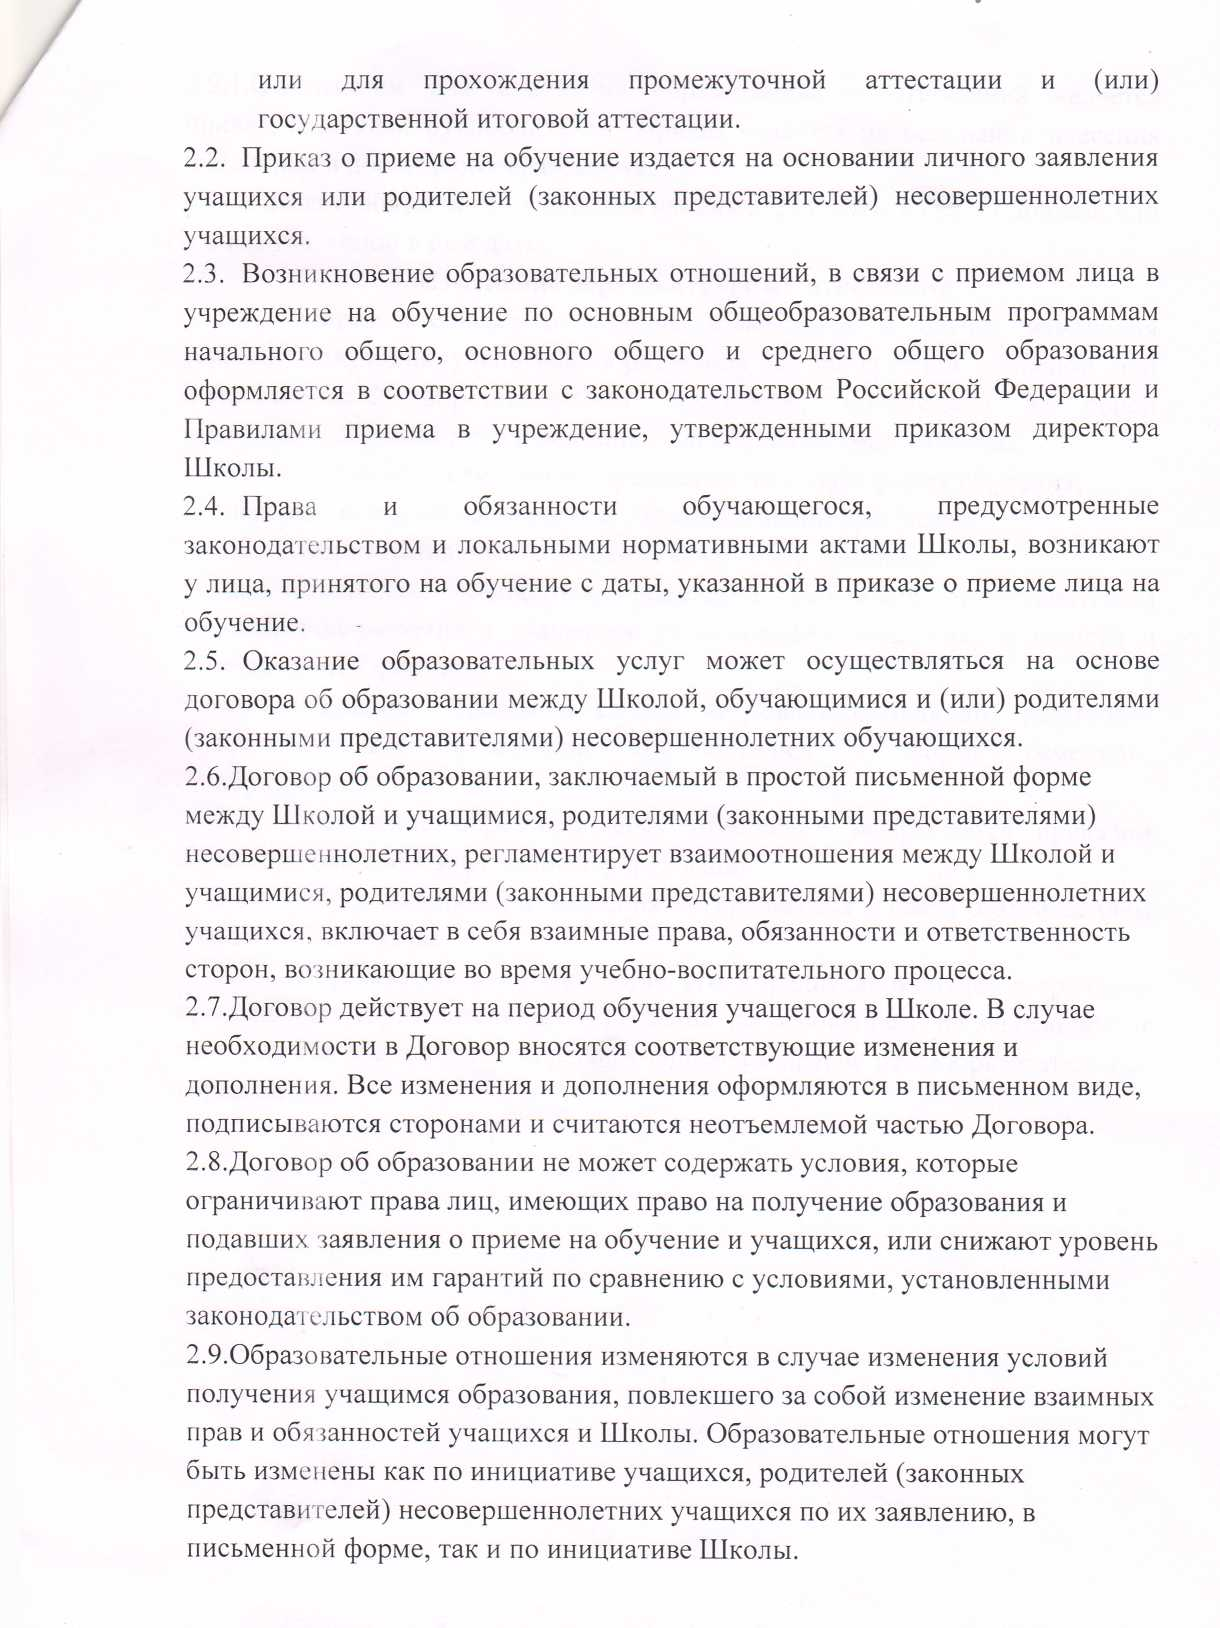 или для прохождения промежуточной аттестации и (или)
государственной итоговой аттестации.
2.2. Приказ о приеме на обучение издается на основании личного заявления
учащихся или родителей (законных представителей) несовершеннолетних
учащихся.
2.3. Возникновение образовательных отношений, в связи с приемом лица в
учреждение на обучение по основным общеобразовательным программам
начального общего, основного общего и среднего общего образования
оформляется в соответствии с законодательством Российской Федерации и
Правилами приема в учреждение, утвержденными приказом директора
Школы.
2.4. Права и обязанности обучающегося, предусмотренные
законодательством и локальными нормативными актами Школы, возникают
у лица, принятого на обучение с даты, указанной в приказе о приеме лица на
обучение.
2.5. Оказание образовательных услуг может осуществляться на основе
договора об образовании между Школой, обучающимися и (или) родителями
(законными представителями) несовершеннолетних обучающихся.
2.6.Договор об образовании, заключаемый в простой письменной форме
между Школой и учащимися, родителями (законными представителями)
несовершеннолетних, регламентирует взаимоотношения между Школой и
учащимися, родителями (законными представителями) несовершеннолетних
учащихся, включает в себя взаимные права, обязанности и ответственность
сторон, возникающие во время учебно-воспитательного процесса.
2.7.Договор действует на период обучения учащегося в Школе. В случае
необходимости в Договор вносятся соответствующие изменения и
дополнения. Все изменения и дополнения оформляются в письменном виде,
подписываются сторонами и считаются неотъемлемой частью Договора.
2.8.Договор об образовании не может содержать условия, которые
ограничивают права лиц, имеющих право на получение образования и
подавших заявления о приеме на обучение и учащихся, или снижают уровень
предоставления им гарантий по сравнению с условиями, установленными
законодательством об образовании.
2.9.Образовательные отношения изменяются в случае изменения условий
получения учащимся образования, повлекшего за собой изменение взаимных
прав и обязанностей учащихся и Школы. Образовательные отношения могут
быть изменены как по инициативе учащихся, родителей (законных
представителей) несовершеннолетних учащихся по их заявлению, в
письменной форме, так и по инициативе Школы.